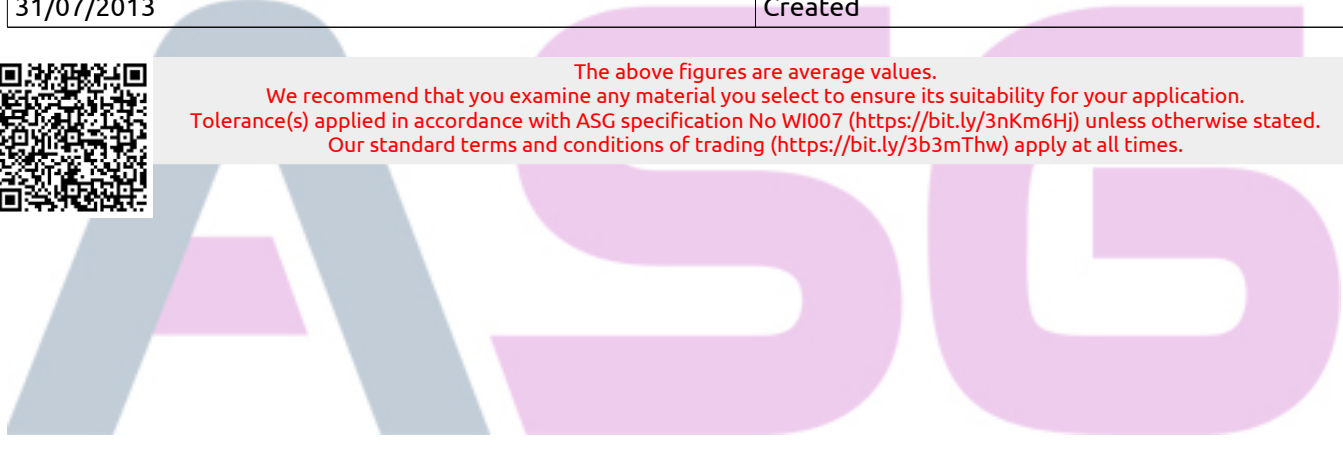 31/07/2013 Created
The above figures are average values.
We recommend that you examine any material you select to ensure its suitability for your application.
Tolerance(s) applied in accordance with ASG specification No WI007 (https://bit.ly/3nKm6Hj) unless otherwise stated.
Our standard terms and conditions of trading (https://bit.ly/3b3mThw) apply at all times.
ASG